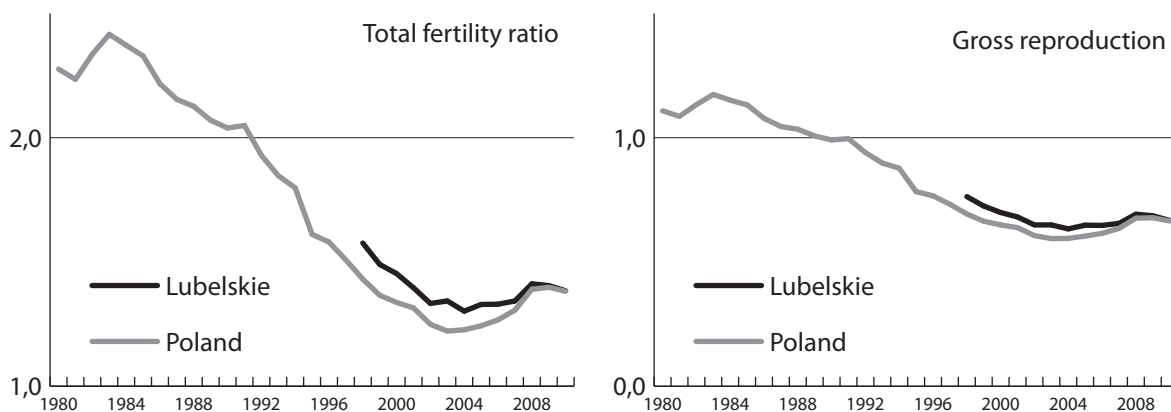 Total fertility ratio
2,0
Lubelskie
Poland
1,0
1980 1984 1988 1992 1996 2000 2004 2008
Gross reproduction
1,0
Lubelskie
Poland
0,0
1980 1984 1988 1992 1996 2000 2004 2008